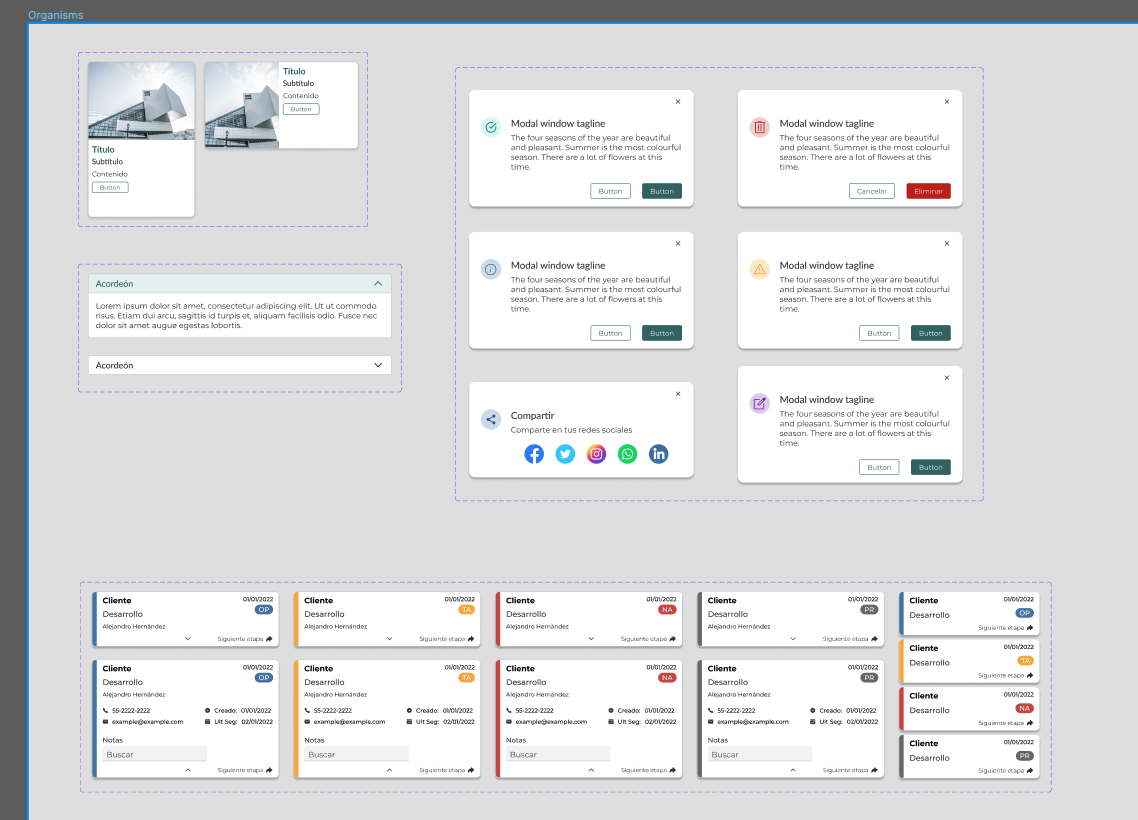 Organisms
Título
Subtítulo
Contenido
Button
Título
Subtítulo
Contenido
Button
Acordeón
Lorem ipsum dolor sit amet, consectetur adipiscing elit. Ut ut commodo
risus. Etiam dui arcu, sagittis id turpis et, aliquam facilisis odio. Fusce nec
dolor sit amet augue egestas lobortis.
Acordeón
Modal window tagline
The four seasons of the year are beautiful
and pleasant. Summer is the most colourful
season. There are a lot of flowers at this
time.
Button Button
Modal window tagline
The four seasons of the year are beautiful
and pleasant. Summer is the most colourful
season. There are a lot of flowers at this
time.
Cancelar Eliminar
Modal window tagline
The four seasons of the year are beautiful
and pleasant. Summer is the most colourful
season. There are a lot of flowers at this
time.
Button Button
Modal window tagline
The four seasons of the year are beautiful
and pleasant. Summer is the most colourful
season. There are a lot of flowers at this
time.
Button Button
Compartir
Comparte en tus redes sociales
Modal window tagline
The four seasons of the year are beautiful
and pleasant. Summer is the most colourful
season. There are a lot of flowers at this
time.
Button Button
Cliente 01/01/2022
Desarrollo OP
Alejandro Hernández
Siguiente etapa
Cliente 01/01/2022
Desarrollo TA
Alejandro Hernández
Siguiente etapa
Cliente 01/01/2022
Desarrollo NA
Alejandro Hernández
Siguiente etapa
Cliente 01/01/2022
Desarrollo PR
Alejandro Hernández
Siguiente etapa
Cliente 01/01/2022
Desarrollo OP
Siguiente etapa
Cliente 01/01/2022
Desarrollo TA
Siguiente etapa
Cliente 01/01/2022
Desarrollo NA
Siguiente etapa
Cliente 01/01/2022
Desarrollo PR
Siguiente etapa
Cliente 01/01/2022
Desarrollo OP
Alejandro Hernández
55-2222-2222 Creado: 01/01/2022
example@example.com Ult Seg: 02/01/2022
Notas
Buscar
Siguiente etapa
Cliente 01/01/2022
Desarrollo TA
Alejandro Hernández
55-2222-2222 Creado: 01/01/2022
example@example.com Ult Seg: 02/01/2022
Notas
Buscar
Siguiente etapa
Cliente 01/01/2022
Desarrollo NA
Alejandro Hernández
55-2222-2222 Creado: 01/01/2022
example@example.com Ult Seg: 02/01/2022
Notas
Buscar
Siguiente etapa
Cliente 01/01/2022
Desarrollo PR
Alejandro Hernández
55-2222-2222 Creado: 01/01/2022
example@example.com Ult Seg: 02/01/2022
Notas
Buscar
Siguiente etapa